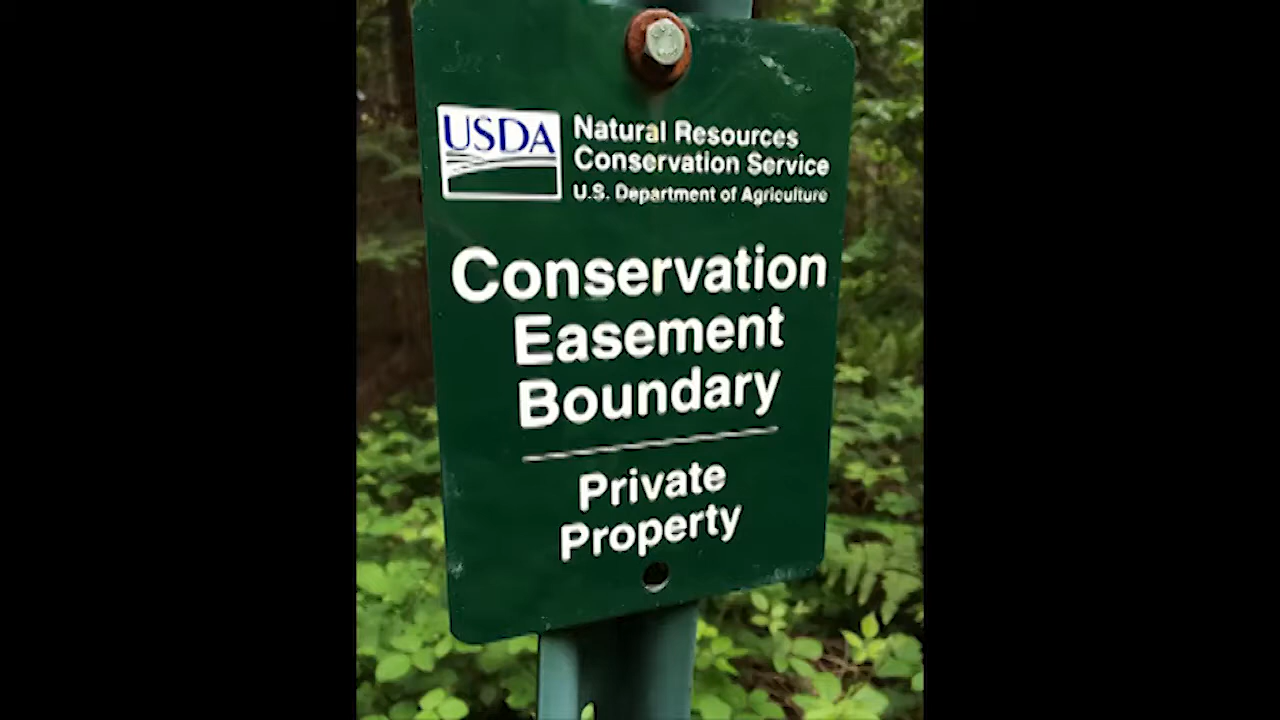 USDA
Natural Resources
Conservation Service
U.S. Department of Agriculture
Conservation
Easement
Boundary
Private
Property